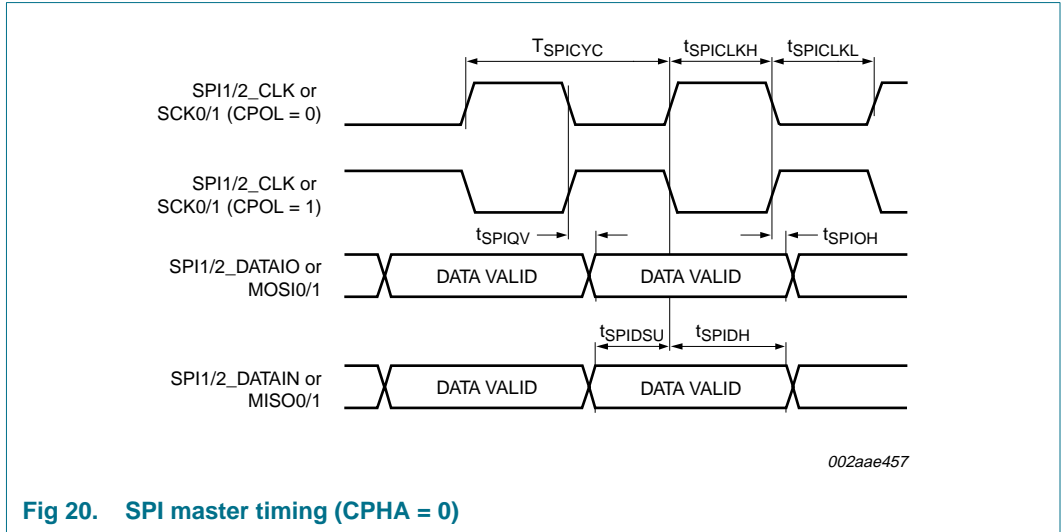 TSPICYC tSPICLKH tSPICLKL
SPI1/2_CLK or
SCK0/1 (CPOL = 0)
SPI1/2_CLK or
SCK0/1 (CPOL = 1)
tSPIQV tSPIOH
SPI1/2_DATAIO or
MOSI0/1
DATA VALID DATA VALID
tSPIDSU tSPIDH
SPI1/2_DATAIN or
MISO0/1
DATA VALID DATA VALID
002aae457
Fig 20. SPI master timing (CPHA = 0)